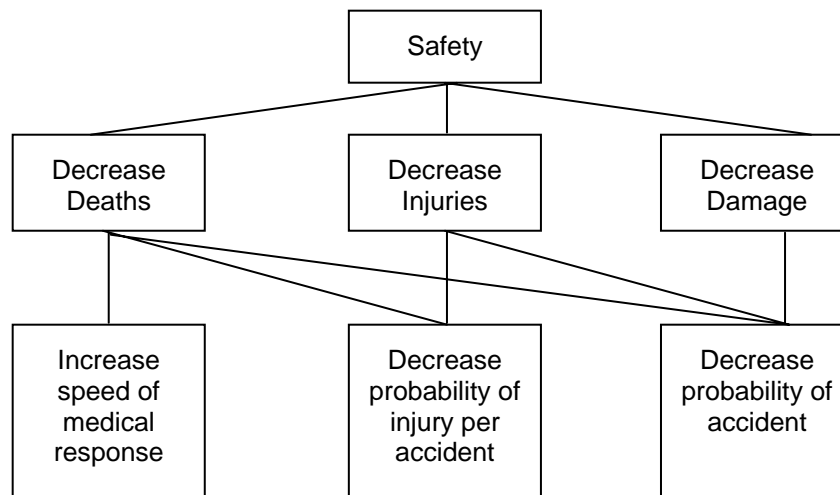 Safety
Decrease
Deaths
Decrease
Injuries
Decrease
Damage
Increase
speed of
medical
response
Decrease
probability of
injury per
accident
Decrease
probability of
accident